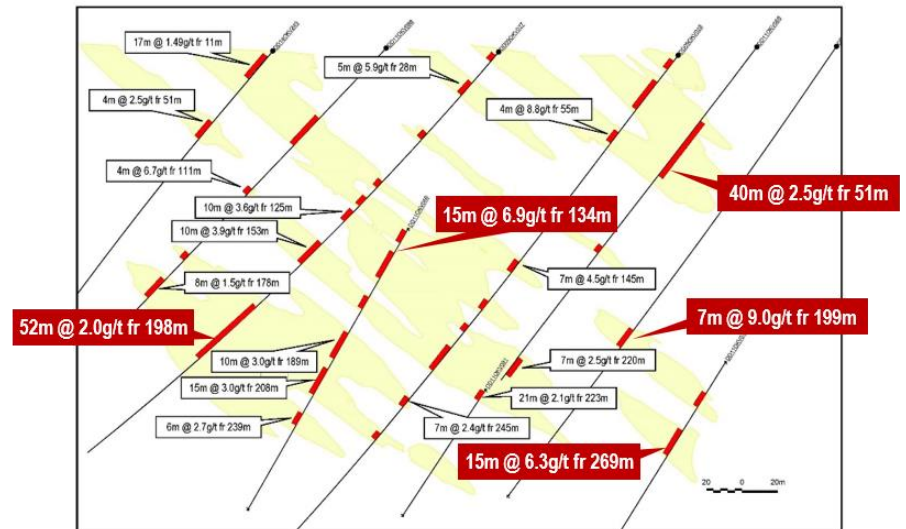 17m @ 1.49g/t fr 11m
5m @ 5.9g/t fr 28m
4m @ 2.5g/t fr 51m
4m @ 8.8g/t fr 55m
4m @ 6.7g/t fr 111m
40m @ 2.5g/t fr 51m
10m @ 3.6g/t fr 125m
15m @ 6.9g/t fr 134m
10m @ 3.9g/t fr 153m
8m @ 1.5g/t fr 178m
7m @ 4.5g/t fr 145m
52m @ 2.0g/t fr 198m
7m @ 9.0g/t fr 199m
10m @ 3.0g/t fr 189m
7m @ 2.5g/t fr 220m
15m @ 3.0g/t fr 208m
21m @ 2.1g/t fr 223m
6m @ 2.7g/t fr 239m
7m @ 2.4g/t fr 245m
15m @ 6.3g/t fr 269m
20 0 20m